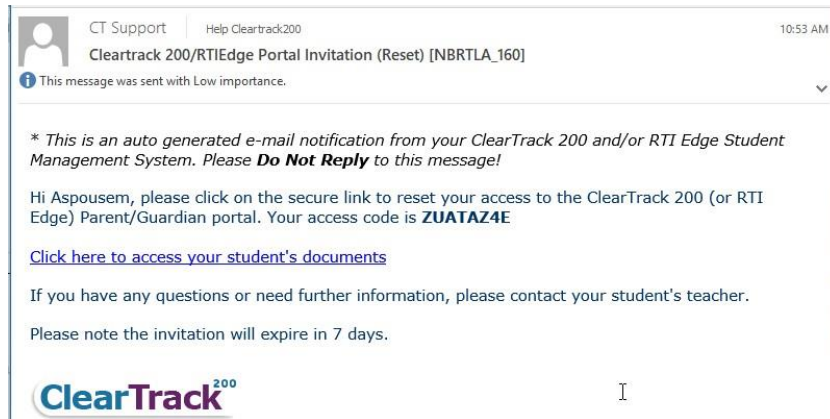 CT Support Help Cleartrack200 10:53 AM
Cleartrack 200/RTIEdge Portal Invitation (Reset) [NBRTLA_160]
This message was sent with Low importance.
* This is an auto generated e-mail notification from your ClearTrack 200 and/or RTI Edge Student
Management System. Please Do Not Reply to this message!
Hi Aspousem, please click on the secure link to reset your access to the ClearTrack 200 (or RTI
Edge) Parent/Guardian portal. Your access code is ZUATAZ4E
Click here to access your student's documents
If you have any questions or need further information, please contact your student's teacher.
Please note the invitation will expire in 7 days.
ClearTrack200